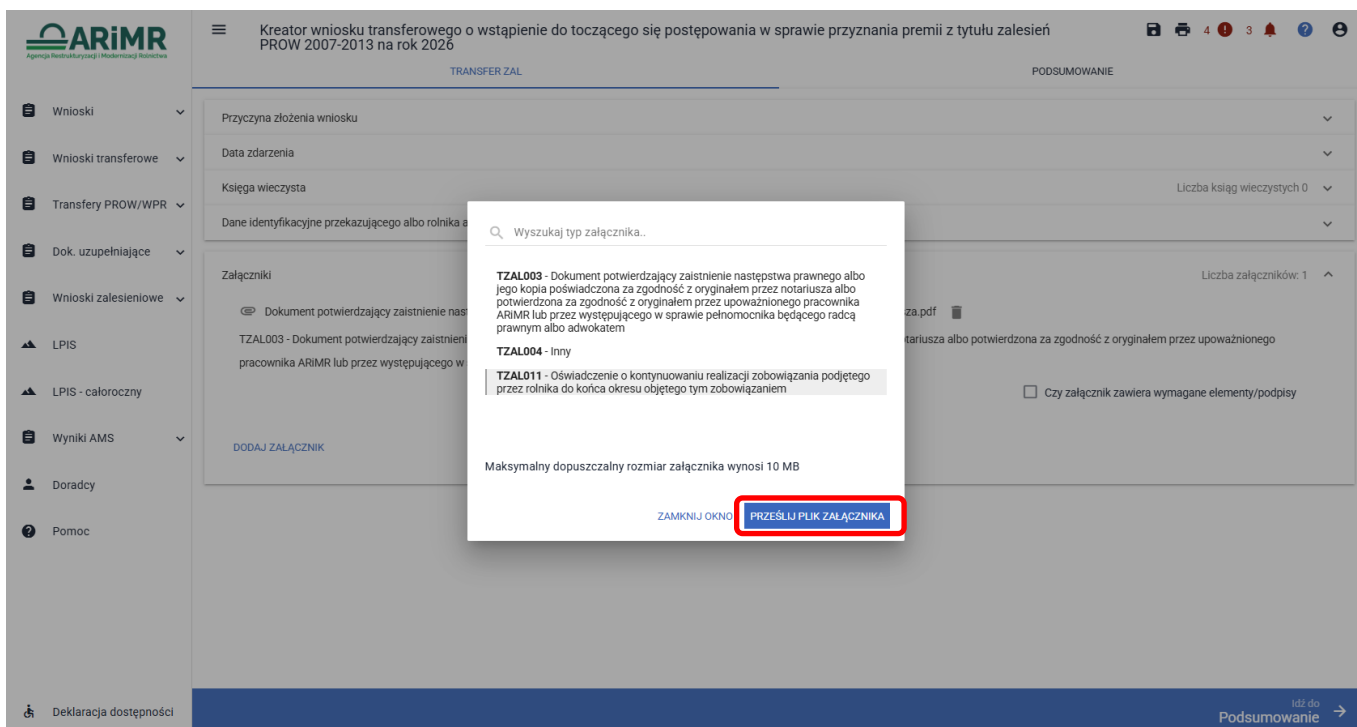 ARiMR
Agencja Restrukturyzacji i Modernizacji Rolnictwa
Kreator wniosku transferowego o wstąpienie do toczącego się postępowania w sprawie przyznania premii z tytułu zalesień
PROW 2007-2013 na rok 2026
4 3
TRANSFER ZAL
PODSUMOWANIE
Wnioski
Wnioski transferowe
Transfery PROW/WPR
Dok. uzupełniające
Wnioski zalesieniowe
LPIS
LPIS - całoroczny
Wyniki AMS
Doradcy
Pomoc
Deklaracja dostępności
Przyczyna złożenia wniosku
Data zdarzenia
Księga wieczysta
Liczba ksiąg wieczystych 0
Dane identyfikacyjne przekazującego albo rolnika a
Załączniki
Liczba załączników: 1
Dokument potwierdzający zaistnienie nas
za.pdf
TZAL003 - Dokument potwierdzający zaistnieni
tariusza albo potwierdzona za zgodność z oryginałem przez upoważnionego
pracownika ARiMR lub przez występującego w
Czy załącznik zawiera wymagane elementy/podpisy
DODAJ ZAŁĄCZNIK
Wyszukaj typ załącznika..
TZAL003 - Dokument potwierdzający zaistnienie następstwa prawnego albo
jego kopia poświadczona za zgodność z oryginałem przez notariusza albo
potwierdzona za zgodność z oryginałem przez upoważnionego pracownika
ARiMR lub przez występującego w sprawie pełnomocnika będącego radcą
prawnym albo adwokatem
TZAL004 - Inny
TZAL011 - Oświadczenie o kontynuowaniu realizacji zobowiązania podjętego
przez rolnika do końca okresu objętego tym zobowiązaniem
Maksymalny dopuszczalny rozmiar załącznika wynosi 10 MB
ZAMKNIJ OKNO
PRZEŚLIJ PLIK ZAŁĄCZNIKA
Idź do
Podsumowanie